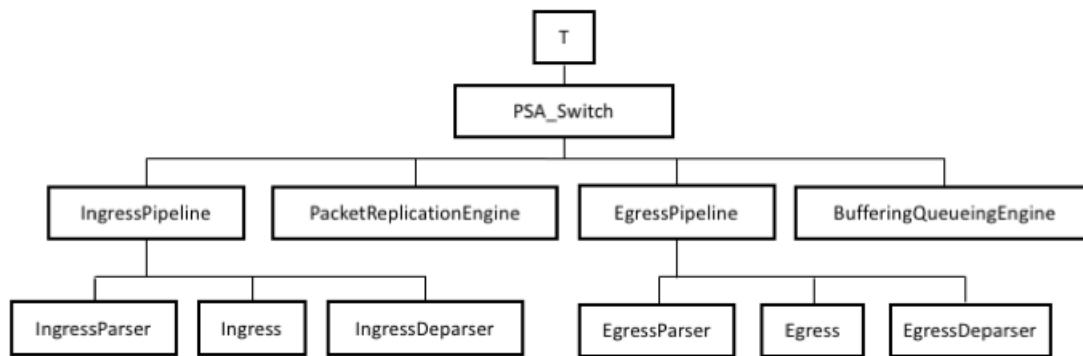 T
PSA_Switch
IngressPipeline
PacketReplicationEngine
EgressPipeline
BufferingQueueingEngine
IngressParser
Ingress
IngressDeparser
EgressParser
Egress
EgressDeparser